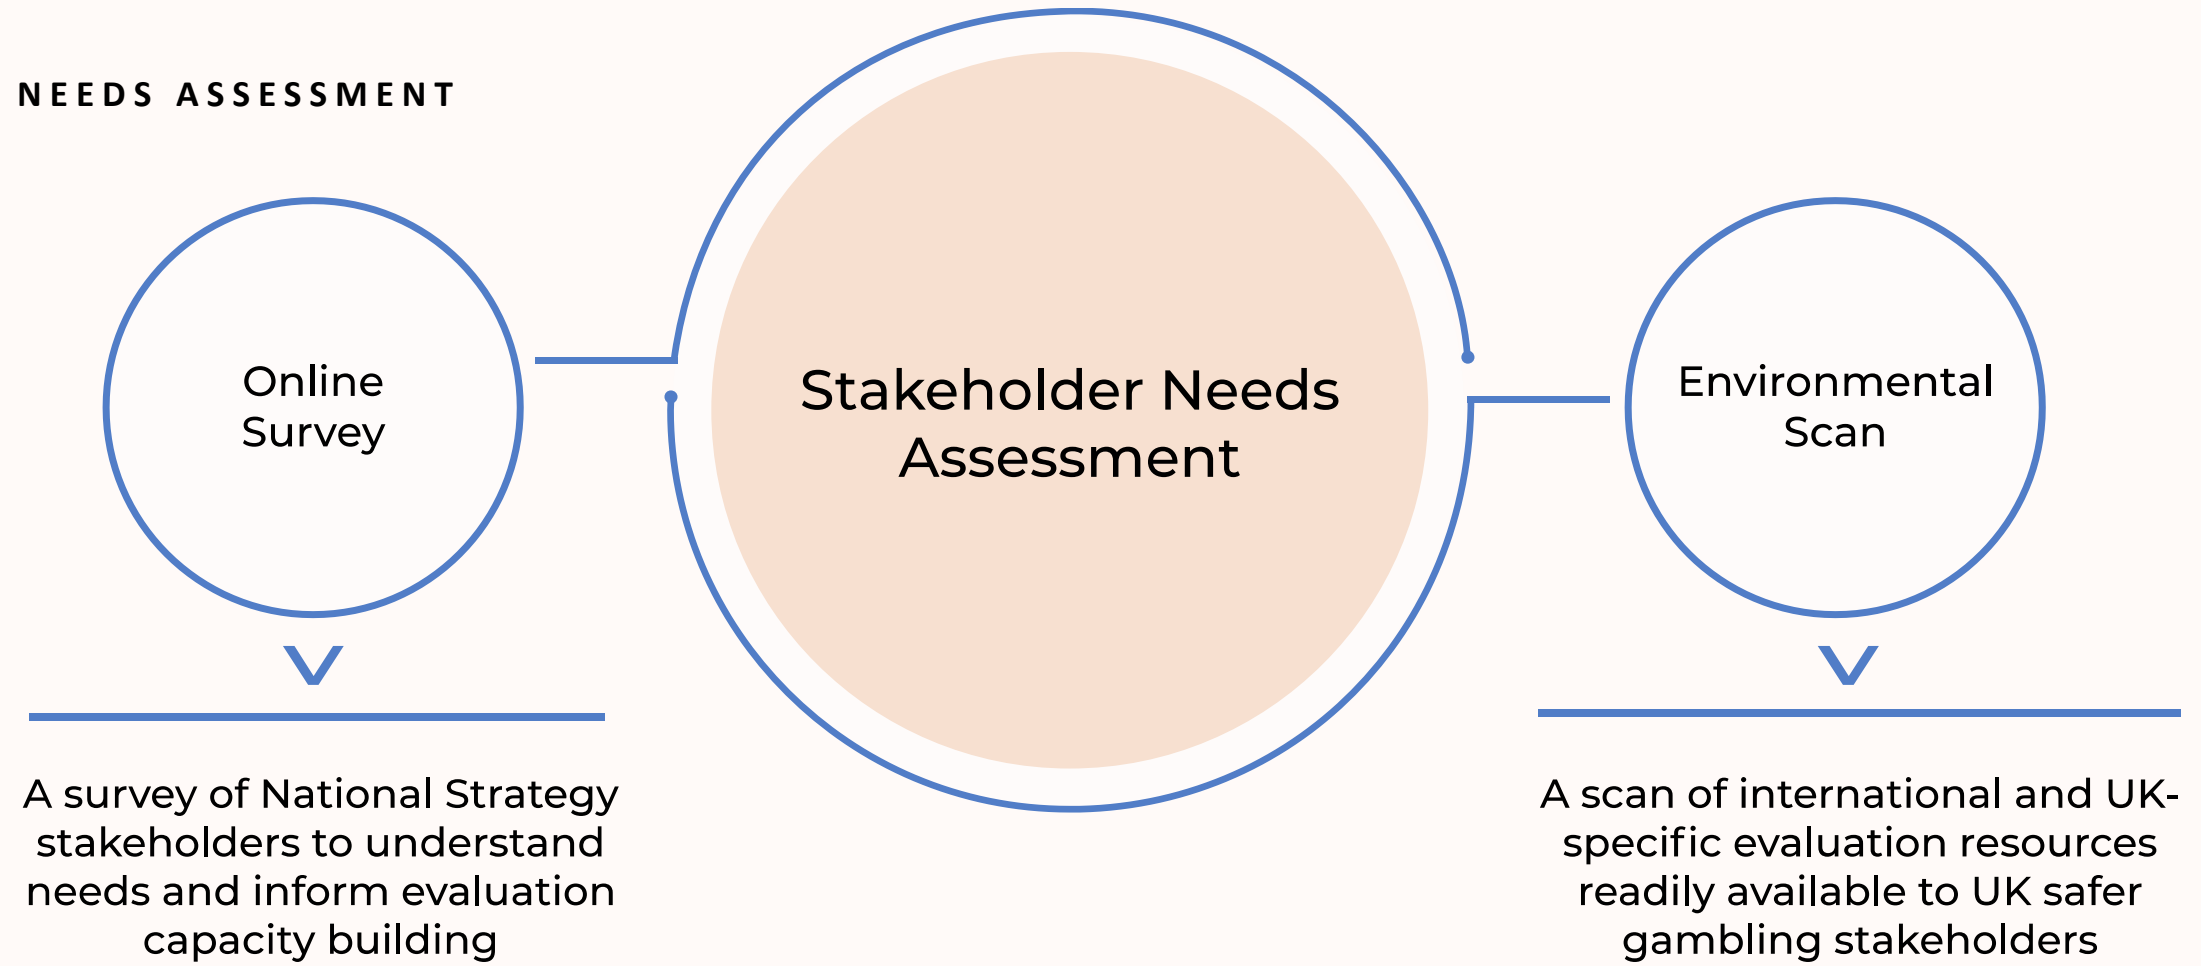 NEEDS ASSESSMENT
Online
Survey
Stakeholder Needs
Assessment
Environmental
Scan
A survey of National Strategy
stakeholders to understand
needs and inform evaluation
capacity building
A scan of international and UK-
specific evaluation resources
readily available to UK safer
gambling stakeholders